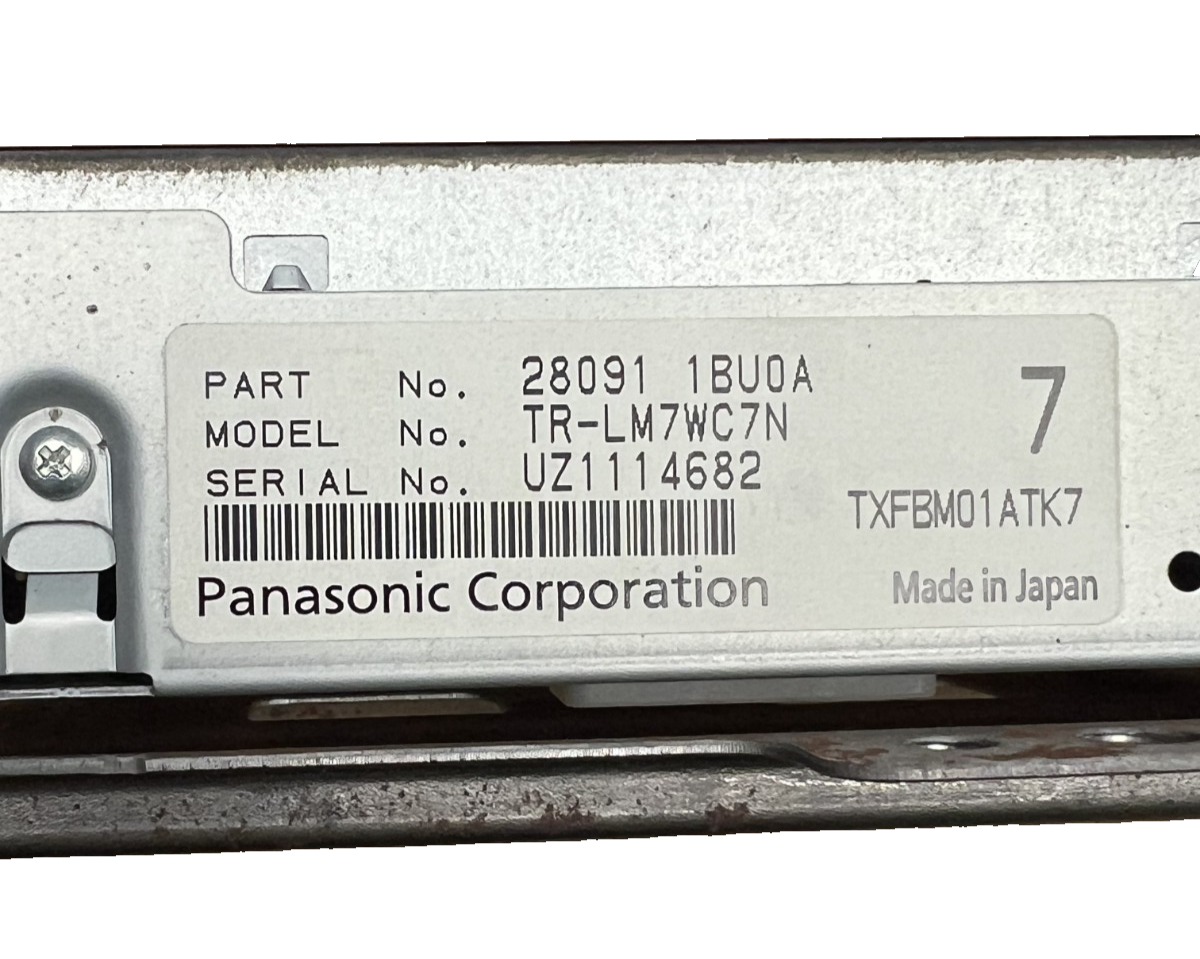 PART No. 28091 1BU0A
MODEL No. TR-LM7WC7N
SERIAL No. UZ1114682
7
TXFBM01ATK7
Panasonic Corporation
Made in Japan